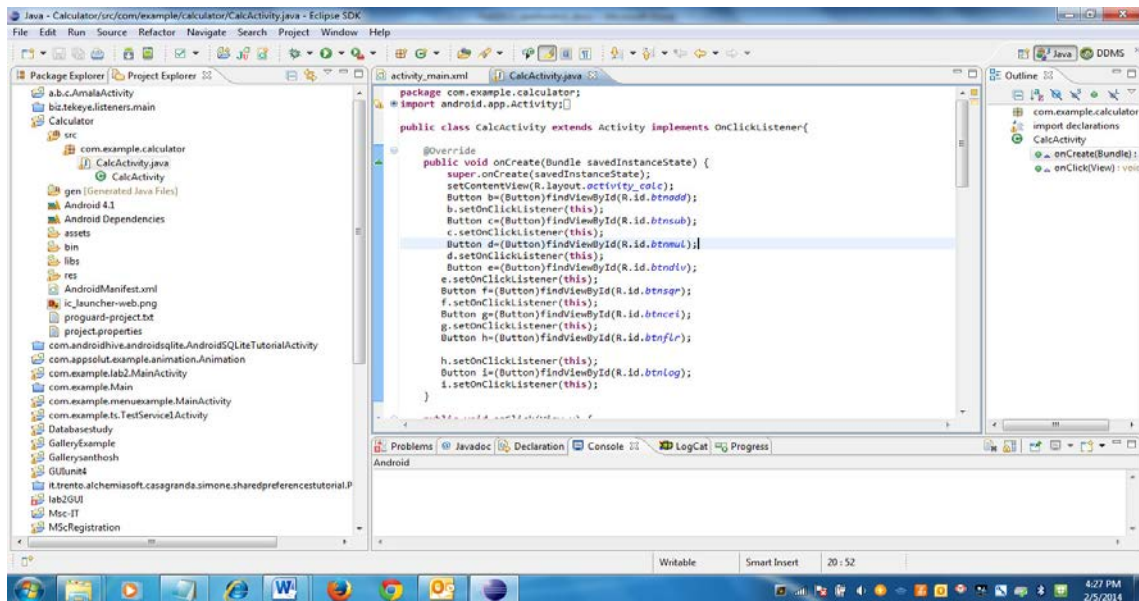 Java - Calculator/src/com/example/calculator/CalcActivity.java - Eclipse SDK
File Edit Run Source Refactor Navigate Search Project Window Help
Java DDMS
Package Explorer Project Explorer
a.b.c.AmalaActivity
biz.tekeye.listeners.main
Calculator
src
com.example.calculator
CalcActivity.java
CalcActivity
gen [Generated Java Files]
Android 4.1
Android Dependencies
assets
bin
libs
res
AndroidManifest.xml
ic_launcher-web.png
proguard-project.txt
project.properties
com.androidhive.androidsqlite.AndroidSQLiteTutorialActivity
com.appsolut.example.animation.Animation
com.example.lab2.MainActivity
com.example.Main
com.example.menuexample.MainActivity
com.example.ts.TestService1Activity
Databasestudy
GalleryExample
Gallerysanthosh
GUIunit4
it.trento.alchemiasoft.casagranda.simone.sharedpreferencestutorial.P
lab2GUI
Msc-IT
MScRegistration
activity_main.xml CalcActivity.java
package com.example.calculator;
import android.app.Activity;
public class CalcActivity extends Activity implements OnClickListener{
@Override
public void onCreate(Bundle savedInstanceState) {
super.onCreate(savedInstanceState);
setContentView(R.layout.activity_calc);
Button b=(Button)findViewById(R.id.btnadd);
b.setOnClickListener(this);
Button c=(Button)findViewById(R.id.btnsub);
c.setOnClickListener(this);
Button d=(Button)findViewById(R.id.btnmul);
d.setOnClickListener(this);
Button e=(Button)findViewById(R.id.btndiv);
e.setOnClickListener(this);
Button f=(Button)findViewById(R.id.btnsqr);
f.setOnClickListener(this);
Button g=(Button)findViewById(R.id.btncei);
g.setOnClickListener(this);
Button h=(Button)findViewById(R.id.btnflr);
h.setOnClickListener(this);
Button i=(Button)findViewById(R.id.btnlog);
i.setOnClickListener(this);
}
Outline
com.example.calculator
import declarations
CalcActivity
onCreate(Bundle) :
onClick(View) : void
Problems Javadoc Declaration Console LogCat Progress
Android
Writable Smart Insert 20 : 52
4:27 PM
2/5/2014